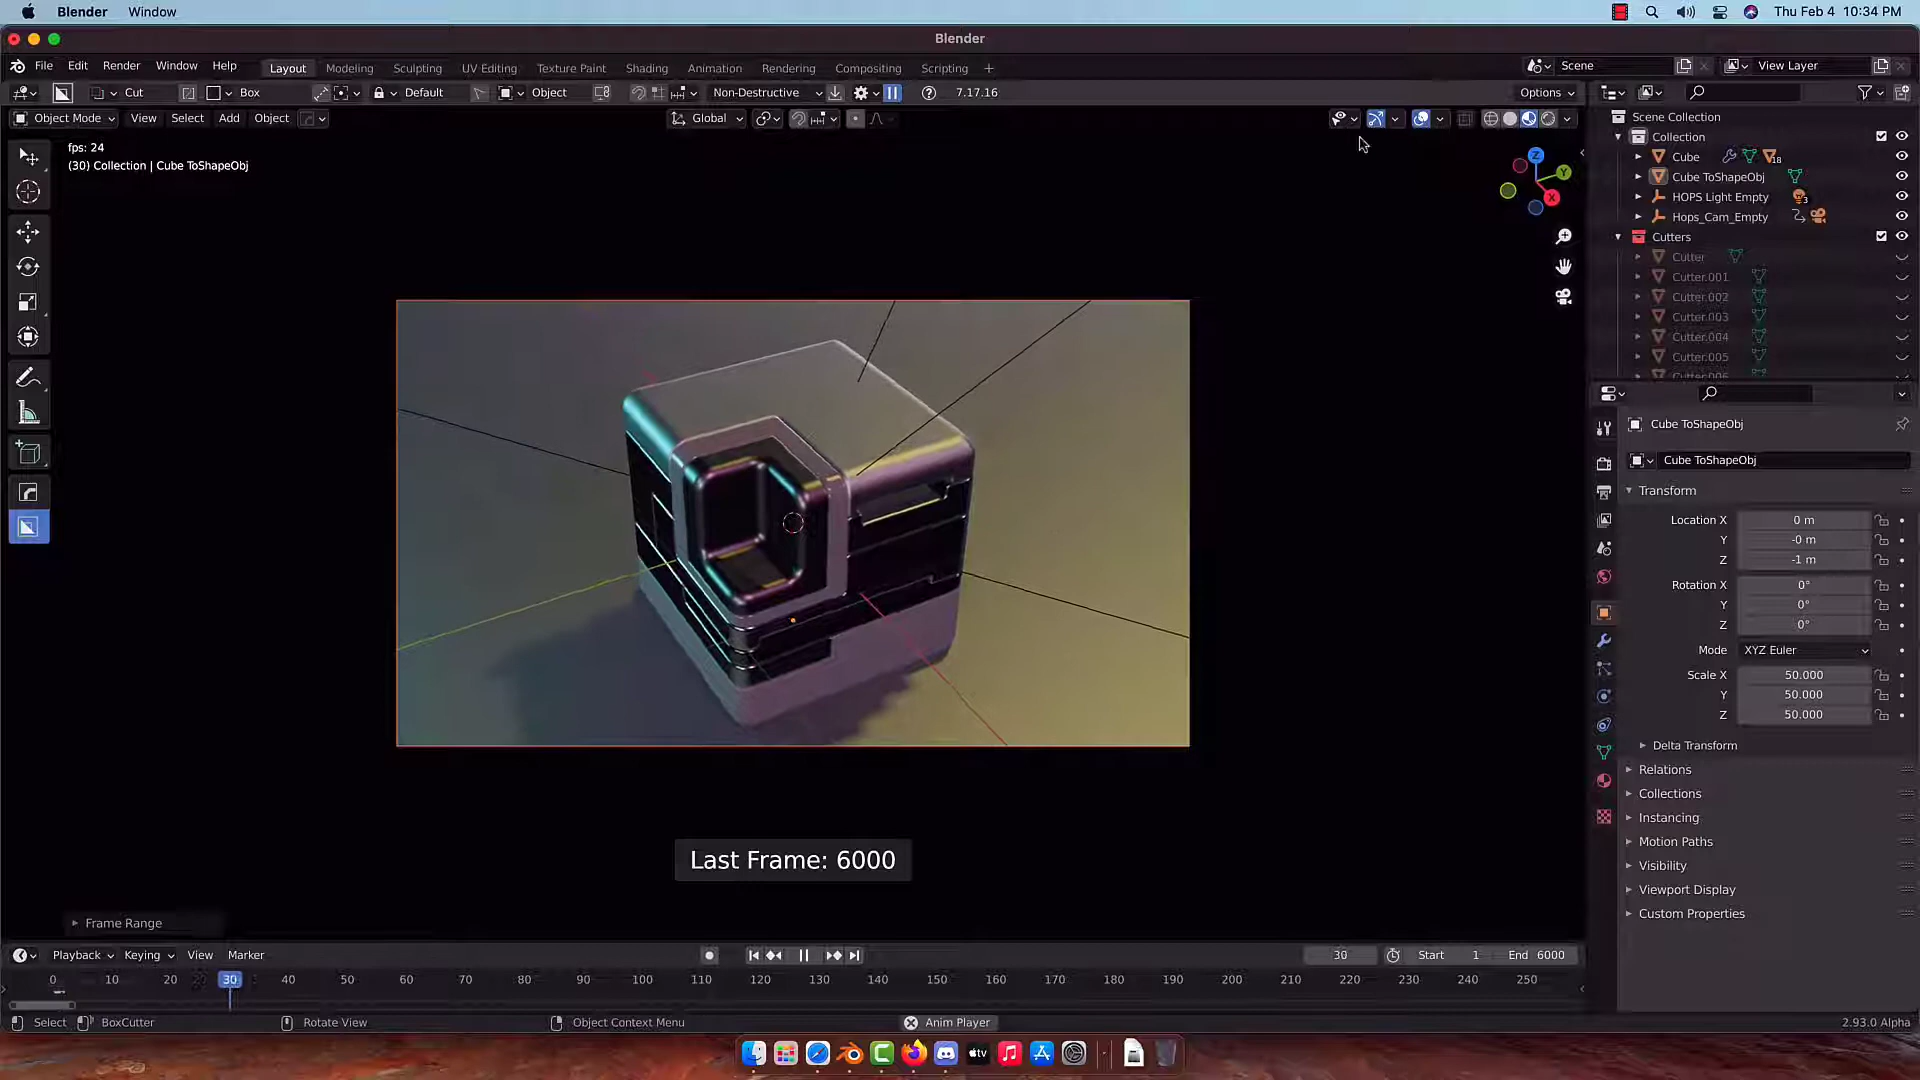 Blender Window Thu Feb 4 10:34 PM
Blender
File Edit Render Window Help Layout Modeling Sculpting UV Editing Texture Paint Shading Animation Rendering Compositing Scripting + Scene View Layer
Cut Box Default Object Non-Destructive 7.17.16 Options
Object Mode View Select Add Object Global
fps: 24
(30) Collection | Cube ToShapeObj
Z
Y
X
Scene Collection
Collection
Cube 18
Cube ToShapeObj
HOPS Light Empty 3
Hops_Cam_Empty
Cutters
Cutter
Cutter.001
Cutter.002
Cutter.003
Cutter.004
Cutter.005
Cutter.006
Cube ToShapeObj
Cube ToShapeObj
Transform
Location X 0 m
Y -0 m
Z -1 m
Rotation X 0°
Y 0°
Z 0°
Mode XYZ Euler
Scale X 50.000
Y 50.000
Z 50.000
Delta Transform
Relations
Collections
Instancing
Motion Paths
Visibility
Viewport Display
Custom Properties
Last Frame: 6000
Frame Range
Playback Keying View Marker 30 Start 1 End 6000
0 10 20 30 40 50 60 70 80 90 100 110 120 130 140 150 160 170 180 190 200 210 220 230 240 250
Select BoxCutter Rotate View Object Context Menu Anim Player 2.93.0 Alpha
tv